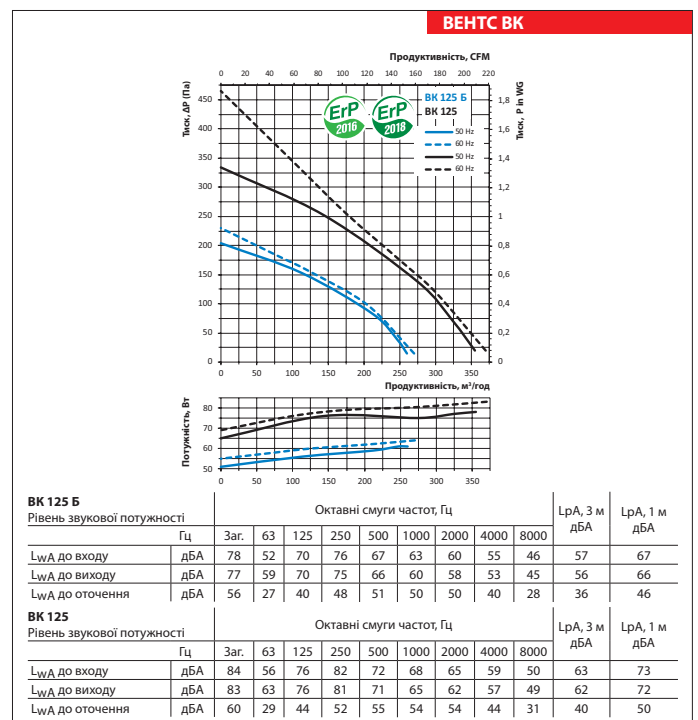 ВЕНТС ВК
Продуктивність, CFM
0 20 40 60 80 100 120 140 160 180 200 220
Тиск, ΔP (Па)
450
400
350
300
250
200
150
100
50
0
ErP
2016
ErP
2018
ВК 125 Б
ВК 125
50 Hz
60 Hz
50 Hz
60 Hz
Тиск, P in WG
1,8
1,6
1,4
1,2
1
0,8
0,6
0,4
0,2
0
0 50 100 150 200 250 300 350
Продуктивність, м³/год
Потужність, Вт
80
70
60
50
0 50 100 150 200 250 300 350
ВК 125 Б
Рівень звукової потужності
Октавні смуги частот, Гц
LpA, 3 м
дБА
LpA, 1 м
дБА
Гц Заг. 63 125 250 500 1000 2000 4000 8000
LwA до входу дБА 78 52 70 76 67 63 60 55 46 57 67
LwA до виходу дБА 77 59 70 75 66 60 58 53 45 56 66
LwA до оточення дБА 56 27 40 48 51 50 50 40 28 36 46
ВК 125
Рівень звукової потужності
Октавні смуги частот, Гц
LpA, 3 м
дБА
LpA, 1 м
дБА
Гц Заг. 63 125 250 500 1000 2000 4000 8000
LwA до входу дБА 84 56 76 82 72 68 65 59 50 63 73
LwA до виходу дБА 83 63 76 81 71 65 62 57 49 62 72
LwA до оточення дБА 60 29 44 52 55 54 54 44 31 40 50